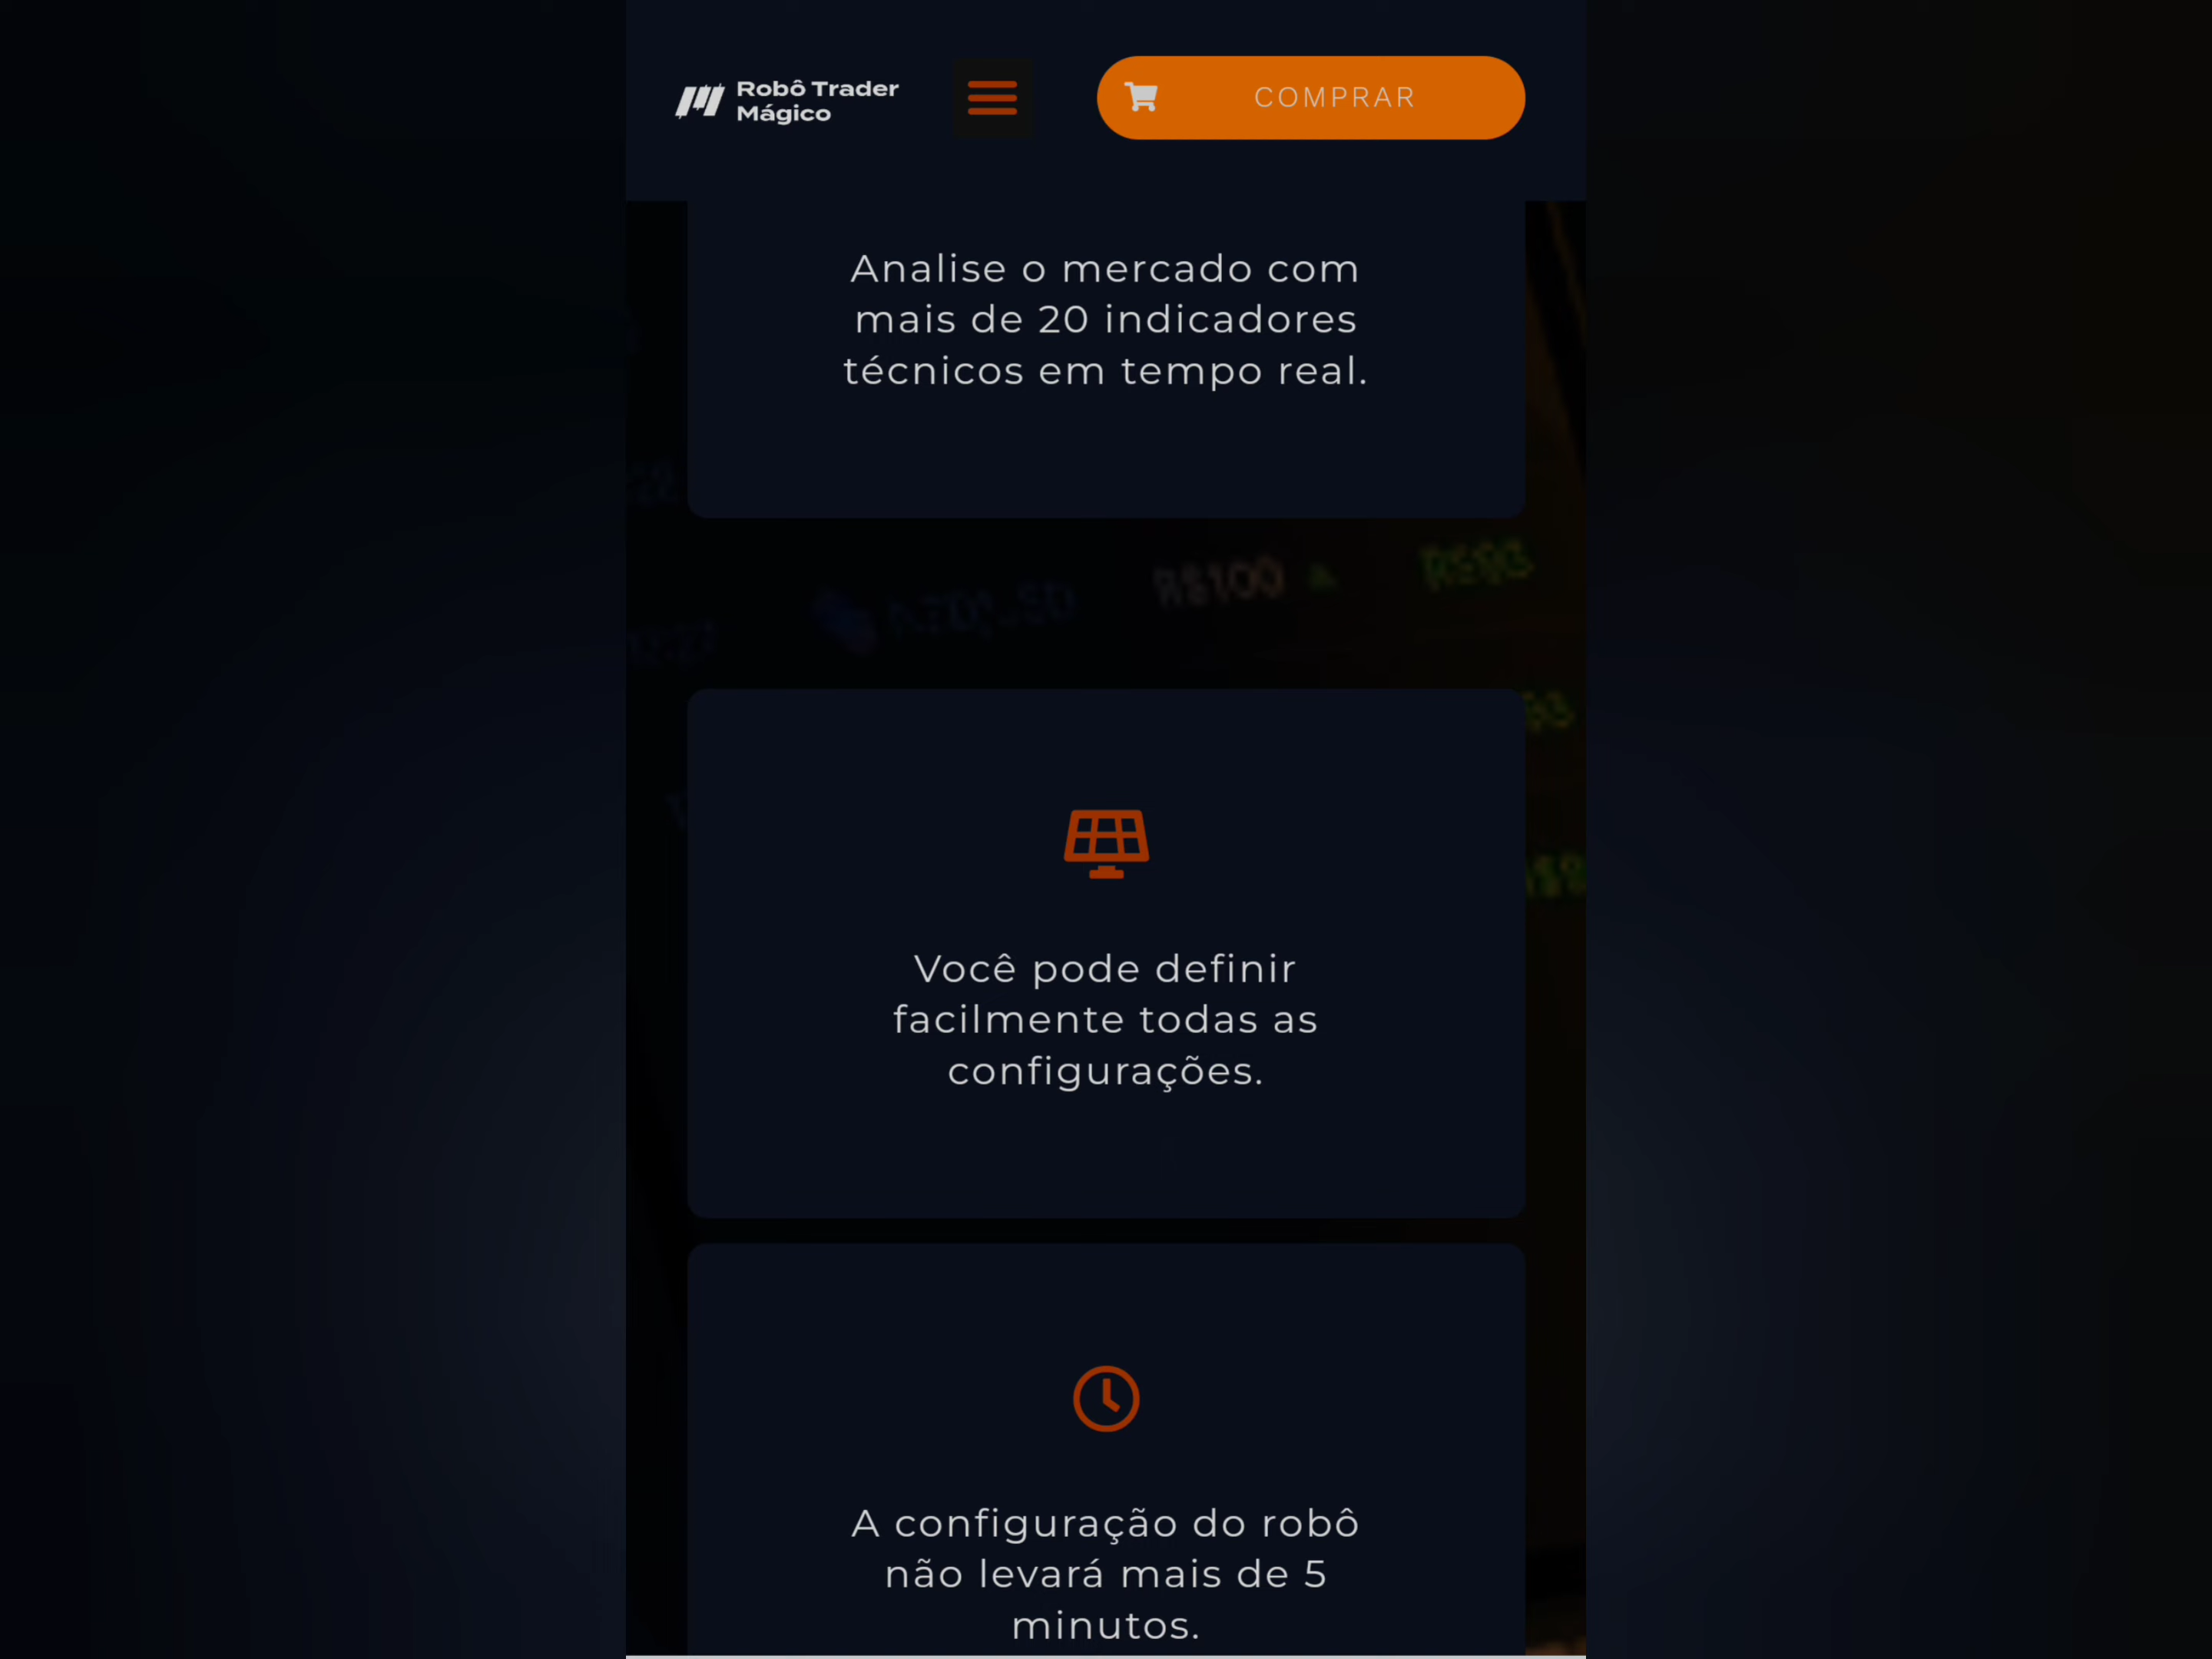 Robô Trader
Mágico
COMPRAR
Analise o mercado com
mais de 20 indicadores
técnicos em tempo real.
R$100
Você pode definir
facilmente todas as
configurações.
A configuração do robô
não levará mais de 5
minutos.